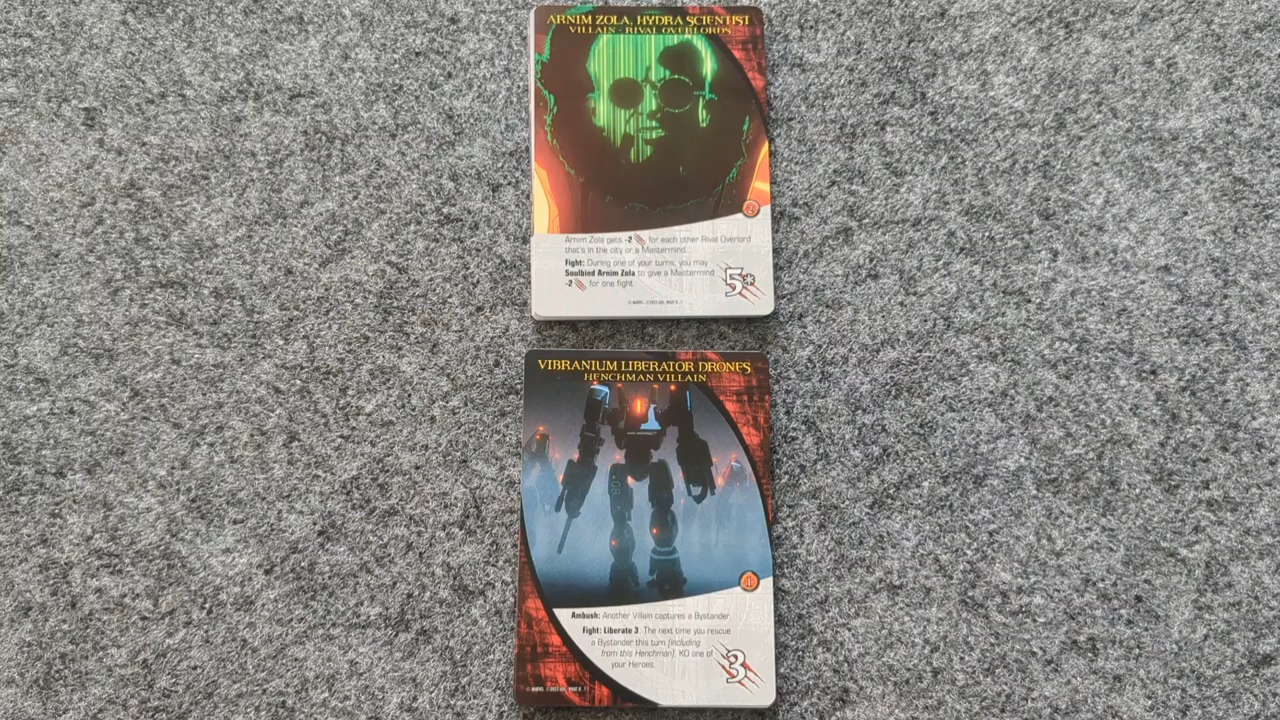 ARNIM ZOLA, HYDRA SCIENTIST
VILLAIN - RIVAL OVERLORDS
2
Arnim Zola gets -2 for each other Rival Overlord
that's in the city or a Mastermind.
Fight: During one of your turns, you may
Soulbind Arnim Zola to give a Mastermind
-2 for one fight.
5*
VIBRANIUM LIBERATOR DRONES
HENCHMAN VILLAIN
1
Ambush: Another Villain captures a Bystander.
Fight: Liberate 3: The next time you rescue
a Bystander this turn (including
from this Henchman), KO one of
your Heroes.
3